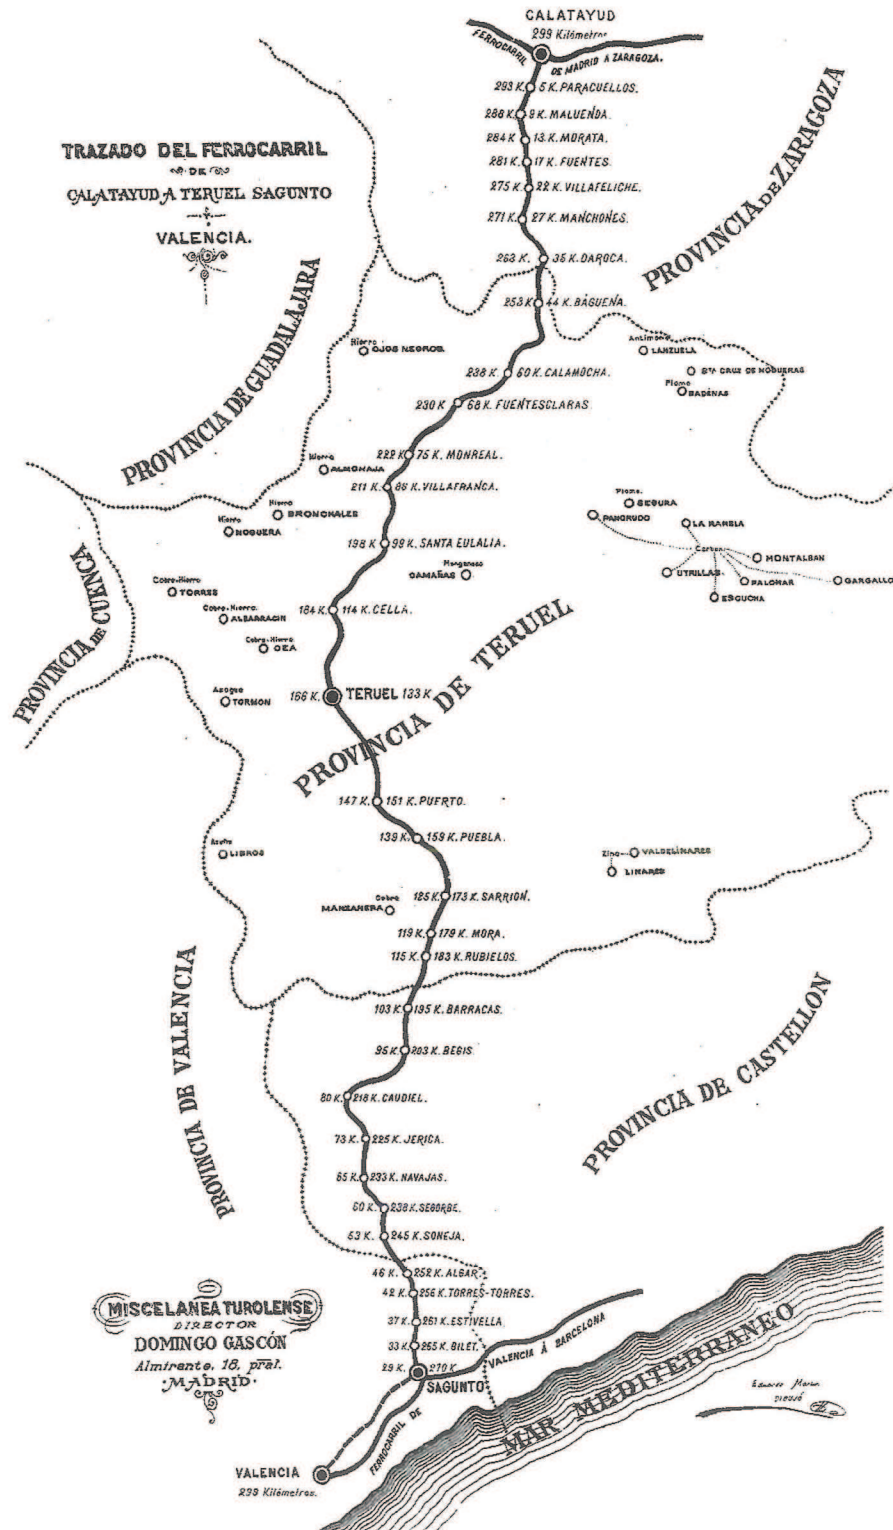 CALATAYUD
299 Kilómetros
FERROCARRIL DE MADRID A ZARAGOZA.
293 K. 5 K. PARACUELLOS.
288 K 9 K. MALUENDA.
284 K 13 K. MORATA.
281 K 17 K. FUENTES.
275 K 22 K. VILLAFELICHE.
271 K 27 K. MANCHONES.
263 K. 36 K. DAROCA.
253 K 44 K. BÁGUENA.
238 K. 60 K. CALAMOCHA.
230 K 68 K. FUENTESCLARAS
222 K 75 K. MONREAL.
211 K. 86 K. VILLAFRANCA.
198 K 99 K. SANTA EULALIA.
184 K 114 K. CELLA.
166 K. TERUEL 133 K
147 K. 151 K. PUERTO.
139 K. 159 K. PUEBLA.
125 K 173 K. SARRION.
119 K. 179 K. MORA.
115 K. 183 K. RUBIELOS.
103 K 195 K. BARRACAS.
95 K. 203 K. BEGIS.
80 K. 218 K. CAUDIEL.
73 K. 225 K. JERICA.
65 K. 233 K. NAVAJAS.
60 K. 238 K. SEGORBE.
53 K. 245 K. SONEJA.
46 K. 252 K. ALGAR.
42 K. 256 K. TORRES-TORRES.
37 K. 261 K. ESTIVELLA.
33 K. 265 K. BILET.
29 K. 270 K.
SAGUNTO
VALENCIA Á BARCELONA
FERROCARRIL DE
VALENCIA
299 Kilómetros.
TRAZADO DEL FERROCARRIL
DE
CALATAYUD A TERUEL SAGUNTO
Y
VALENCIA.
PROVINCIA DE ZARAGOZA
PROVINCIA DE GUADALAJARA
PROVINCIA DE CUENCA
PROVINCIA DE TERUEL
PROVINCIA DE VALENCIA
PROVINCIA DE CASTELLON
MAR MEDITERRANEO
Hierro
OJOS NEGROS.
Hierro
ALMOHAJA
Hierro
BRONCHALES
Hierro
NOGUERA
Cobre-Hierro
TORRES
Cobre-Hierro.
ALBARRACIN
Cobre-Hierro
GEA
Azogue
TORMON
Manganeso
CAMAÑAS
Azufre
LIBROS
Cobre
MANZANERA
Antimonio
LANZUELA
STA CRUZ DE NOGUERAS
Plomo
BADENAS
Plomo.
SEGURA
PANCRUDO
LA RAMBLA
Carbon
MONTALBAN
UTRILLAS
PALOMAR
GARGALLO
ESCUCHA
Zinc
VALDELINARES
LINARES
MISCELANEA TUROLENSE
DIRECTOR
DOMINGO GASCÓN
Almirante, 18, pral.
MADRID